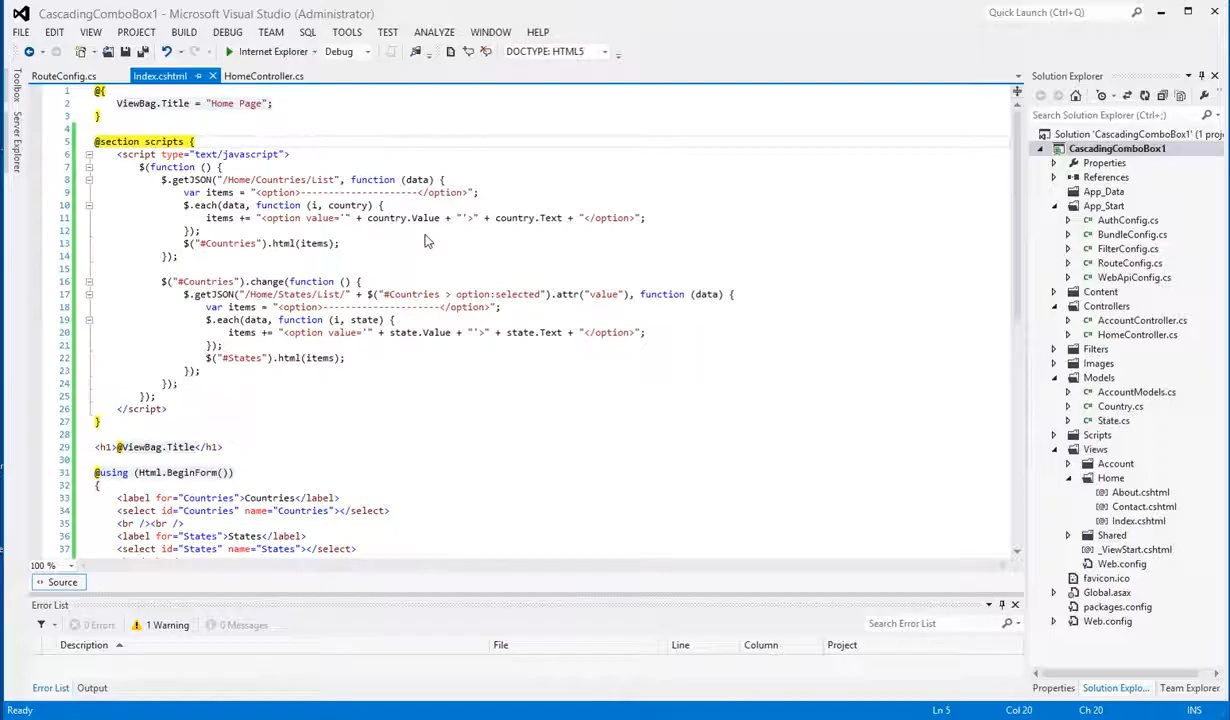 CascadingComboBox1 - Microsoft Visual Studio (Administrator)
Quick Launch (Ctrl+Q)
FILE EDIT VIEW PROJECT BUILD DEBUG TEAM SQL TOOLS TEST ANALYZE WINDOW HELP
Internet Explorer Debug DOCTYPE: HTML5
Toolbox
Server Explorer
RouteConfig.cs Index.cshtml HomeController.cs
1 @{
2 ViewBag.Title = "Home Page";
3 }
4
5 @section scripts {
6 <script type="text/javascript">
7 $(function () {
8 $.getJSON("/Home/Countries/List", function (data) {
9 var items = "<option>---------------------</option>";
10 $.each(data, function (i, country) {
11 items += "<option value='" + country.Value + "'>" + country.Text + "</option>";
12 });
13 $("#Countries").html(items);
14 });
15
16 $("#Countries").change(function () {
17 $.getJSON("/Home/States/List/" + $("#Countries > option:selected").attr("value"), function (data) {
18 var items = "<option>---------------------</option>";
19 $.each(data, function (i, state) {
20 items += "<option value='" + state.Value + "'>" + state.Text + "</option>";
21 });
22 $("#States").html(items);
23 });
24 });
25 });
26 </script>
27 }
28
29 <h1>@ViewBag.Title</h1>
30
31 @using (Html.BeginForm())
32 {
33 <label for="Countries">Countries</label>
34 <select id="Countries" name="Countries"></select>
35 <br /><br />
36 <label for="States">States</label>
37 <select id="States" name="States"></select>
100 %
Source
Error List
0 Errors 1 Warning 0 Messages Search Error List
Description File Line Column Project
Error List Output
Solution Explorer
Search Solution Explorer (Ctrl+;)
Solution 'CascadingComboBox1' (1 proj
CascadingComboBox1
Properties
References
App_Data
App_Start
AuthConfig.cs
BundleConfig.cs
FilterConfig.cs
RouteConfig.cs
WebApiConfig.cs
Content
Controllers
AccountController.cs
HomeController.cs
Filters
Images
Models
AccountModels.cs
Country.cs
State.cs
Scripts
Views
Account
Home
About.cshtml
Contact.cshtml
Index.cshtml
Shared
_ViewStart.cshtml
Web.config
favicon.ico
Global.asax
packages.config
Web.config
Properties Solution Explo... Team Explorer
Ready Ln 5 Col 20 Ch 20 INS